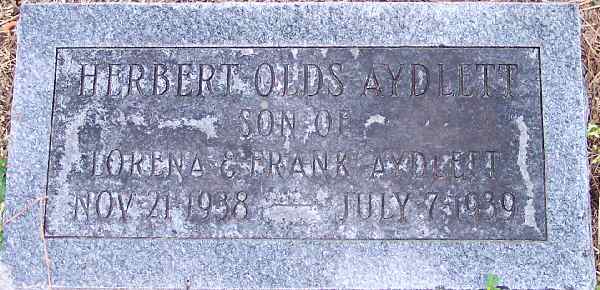 HERBERT OLDS AYDLETT
SON OF
LORENA & FRANK AYDLETT
NOV. 21, 1938 — JULY 7, 1939